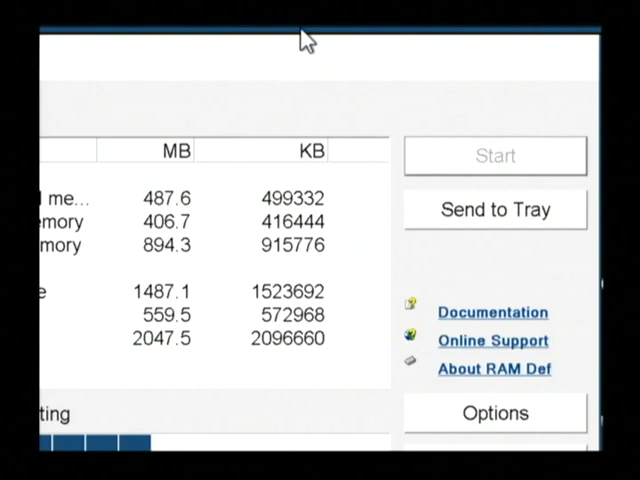 MB KB
Start
l me... 487.6 499332
Send to Tray
emory 406.7 416444
mory 894.3 915776
e 1487.1 1523692
Documentation
559.5 572968
Online Support
2047.5 2096660
About RAM Def
ting
Options